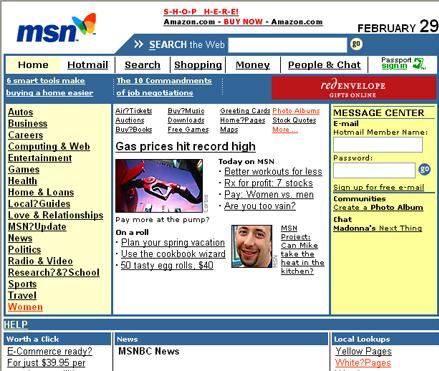 msn
S-H-O-P H-E-R-E!
Amazon.com - BUY NOW - Amazon.com
FEBRUARY 29
» SEARCH the Web
go
Home
Hotmail
Search
Shopping
Money
People & Chat
Passport
sign in
6 smart tools make
buying a home easier
The 10 Commandments
of job negotiations
redENVELOPE
GIFTS ONLINE
Autos
Business
Careers
Computing & Web
Entertainment
Games
Health
Home & Loans
Local?Guides
Love & Relationships
MSN?Update
News
Politics
Radio & Video
Research?&?School
Sports
Travel
Women
Air?Tickets
Buy?Music
Greeting Cards
Photo Albums
Auctions
Downloads
Home?Pages
Stock Quotes
Buy?Books
Free Games
Maps
More ...
Gas prices hit record high
Corbis
Pay more at the pump?
Today on MSN
· Better workouts for less
· Rx for profit: 7 stocks
· Pay: Women vs. men
· Are you too vain?
On a roll
· Plan your spring vacation
· Use the cookbook wizard
· 50 tasty egg rolls, $40
MSN
MSN
Project:
Can Mike
take the
heat in the
kitchen?
MESSAGE CENTER
E-mail
Hotmail Member Name:
Password:
go
Sign up for free e-mail
Communities
Create a Photo Album
Chat
Madonna's Next Thing
HELP
Worth a Click
E-Commerce ready?
For just $39.95 per
News
MSNBC News
Local Lookups
Yellow Pages
White?Pages